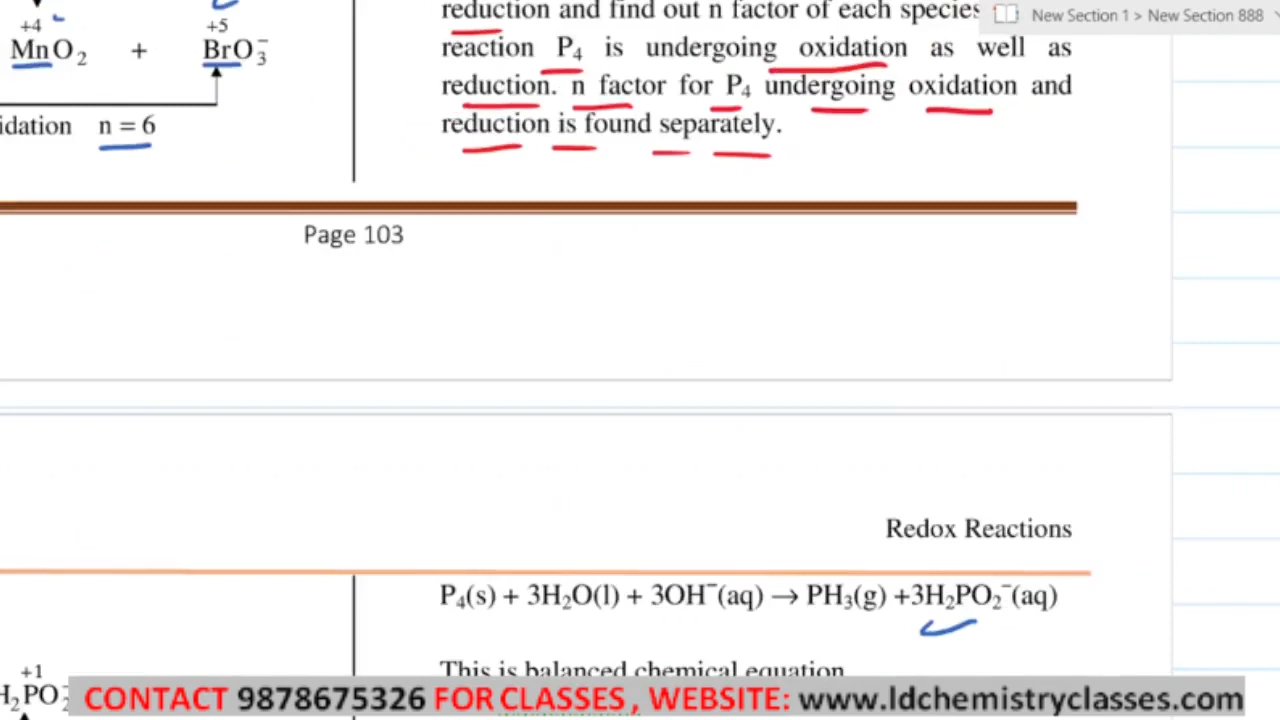 reduction and find out n factor of each species
New Section 1 > New Section 888
+4 +5
MnO₂ + BrO₃⁻
reaction P₄ is undergoing oxidation as well as
reduction. n factor for P₄ undergoing oxidation and
idation n = 6
reduction is found separately.
Page 103
Redox Reactions
P₄(s) + 3H₂O(l) + 3OH⁻(aq) → PH₃(g) +3H₂PO₂⁻(aq)
This is balanced chemical equation
+1
H₂PO₂⁻
CONTACT 9878675326 FOR CLASSES , WEBSITE: www.ldchemistryclasses.com